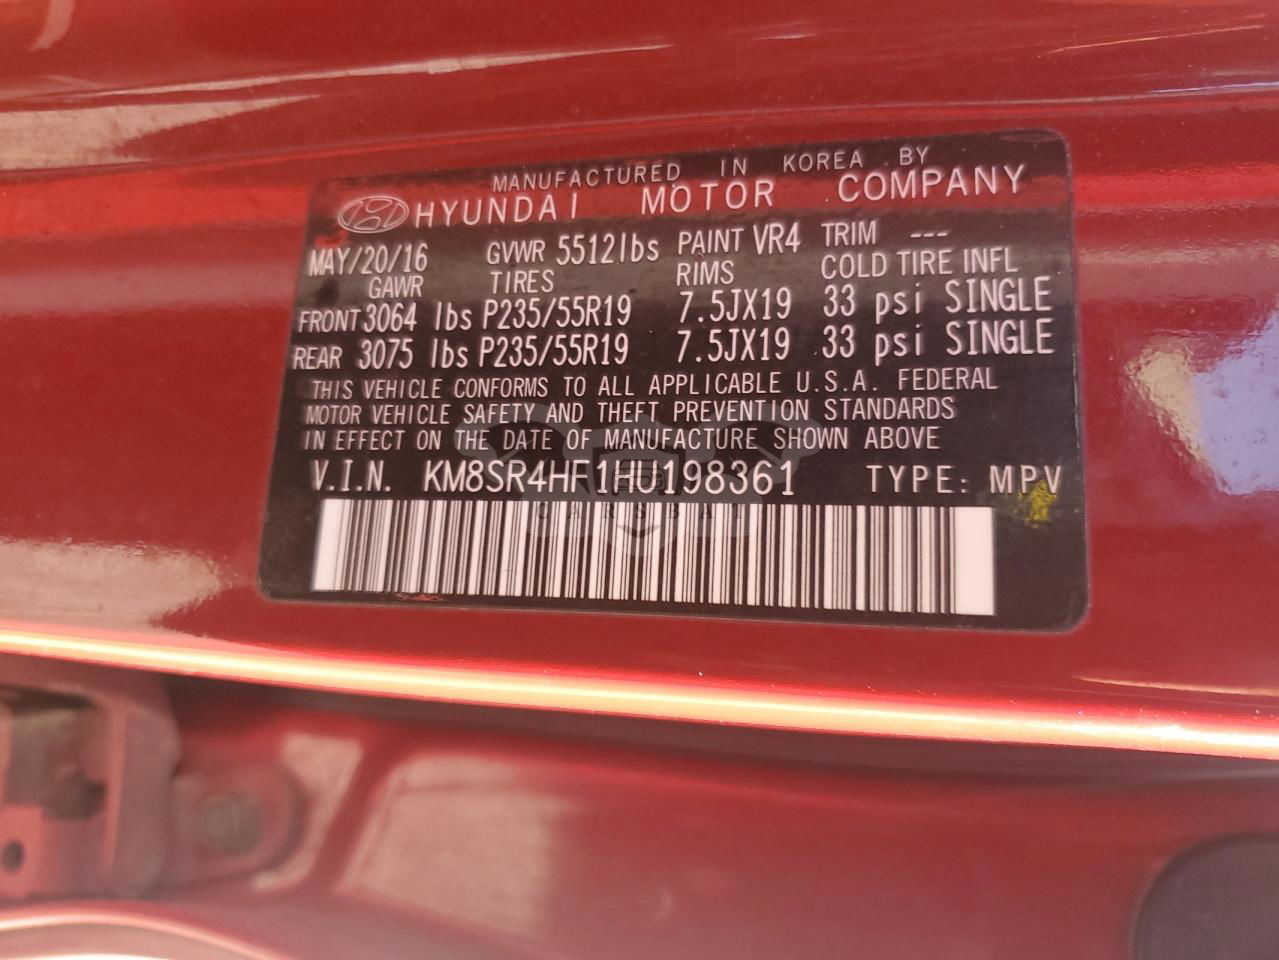 MANUFACTURED IN KOREA BY
HYUNDAI MOTOR COMPANY
MAY/20/16 GVWR 5512lbs PAINT VR4 TRIM ---
GAWR TIRES RIMS COLD TIRE INFL
FRONT 3064 lbs P235/55R19 7.5JX19 33 psi SINGLE
REAR 3075 lbs P235/55R19 7.5JX19 33 psi SINGLE
THIS VEHICLE CONFORMS TO ALL APPLICABLE U.S.A. FEDERAL
MOTOR VEHICLE SAFETY AND THEFT PREVENTION STANDARDS
IN EFFECT ON THE DATE OF MANUFACTURE SHOWN ABOVE
V.I.N. KM8SR4HF1HU198361 TYPE: MPV
CARSBAT